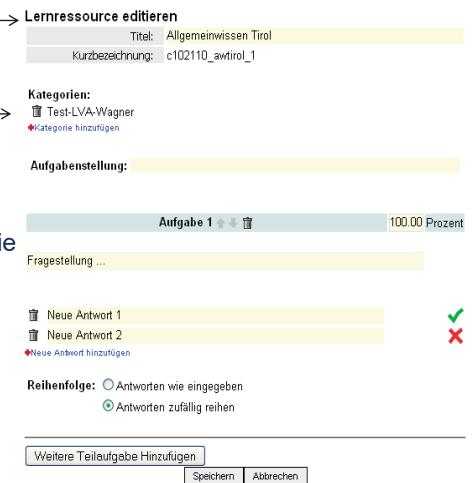 Lernressource editieren
Titel: Allgemeinwissen Tirol
Kurzbezeichnung: c102110_awtirol_1
Kategorien:
Test-LVA-Wagner
Kategorie hinzufügen
Aufgabenstellung:
Aufgabe 1 100.00 Prozent
ie
Fragestellung ...
Neue Antwort 1
Neue Antwort 2
Neue Antwort hinzufügen
Reihenfolge: Antworten wie eingegeben
Antworten zufällig reihen
Weitere Teilaufgabe Hinzufügen
Speichern Abbrechen